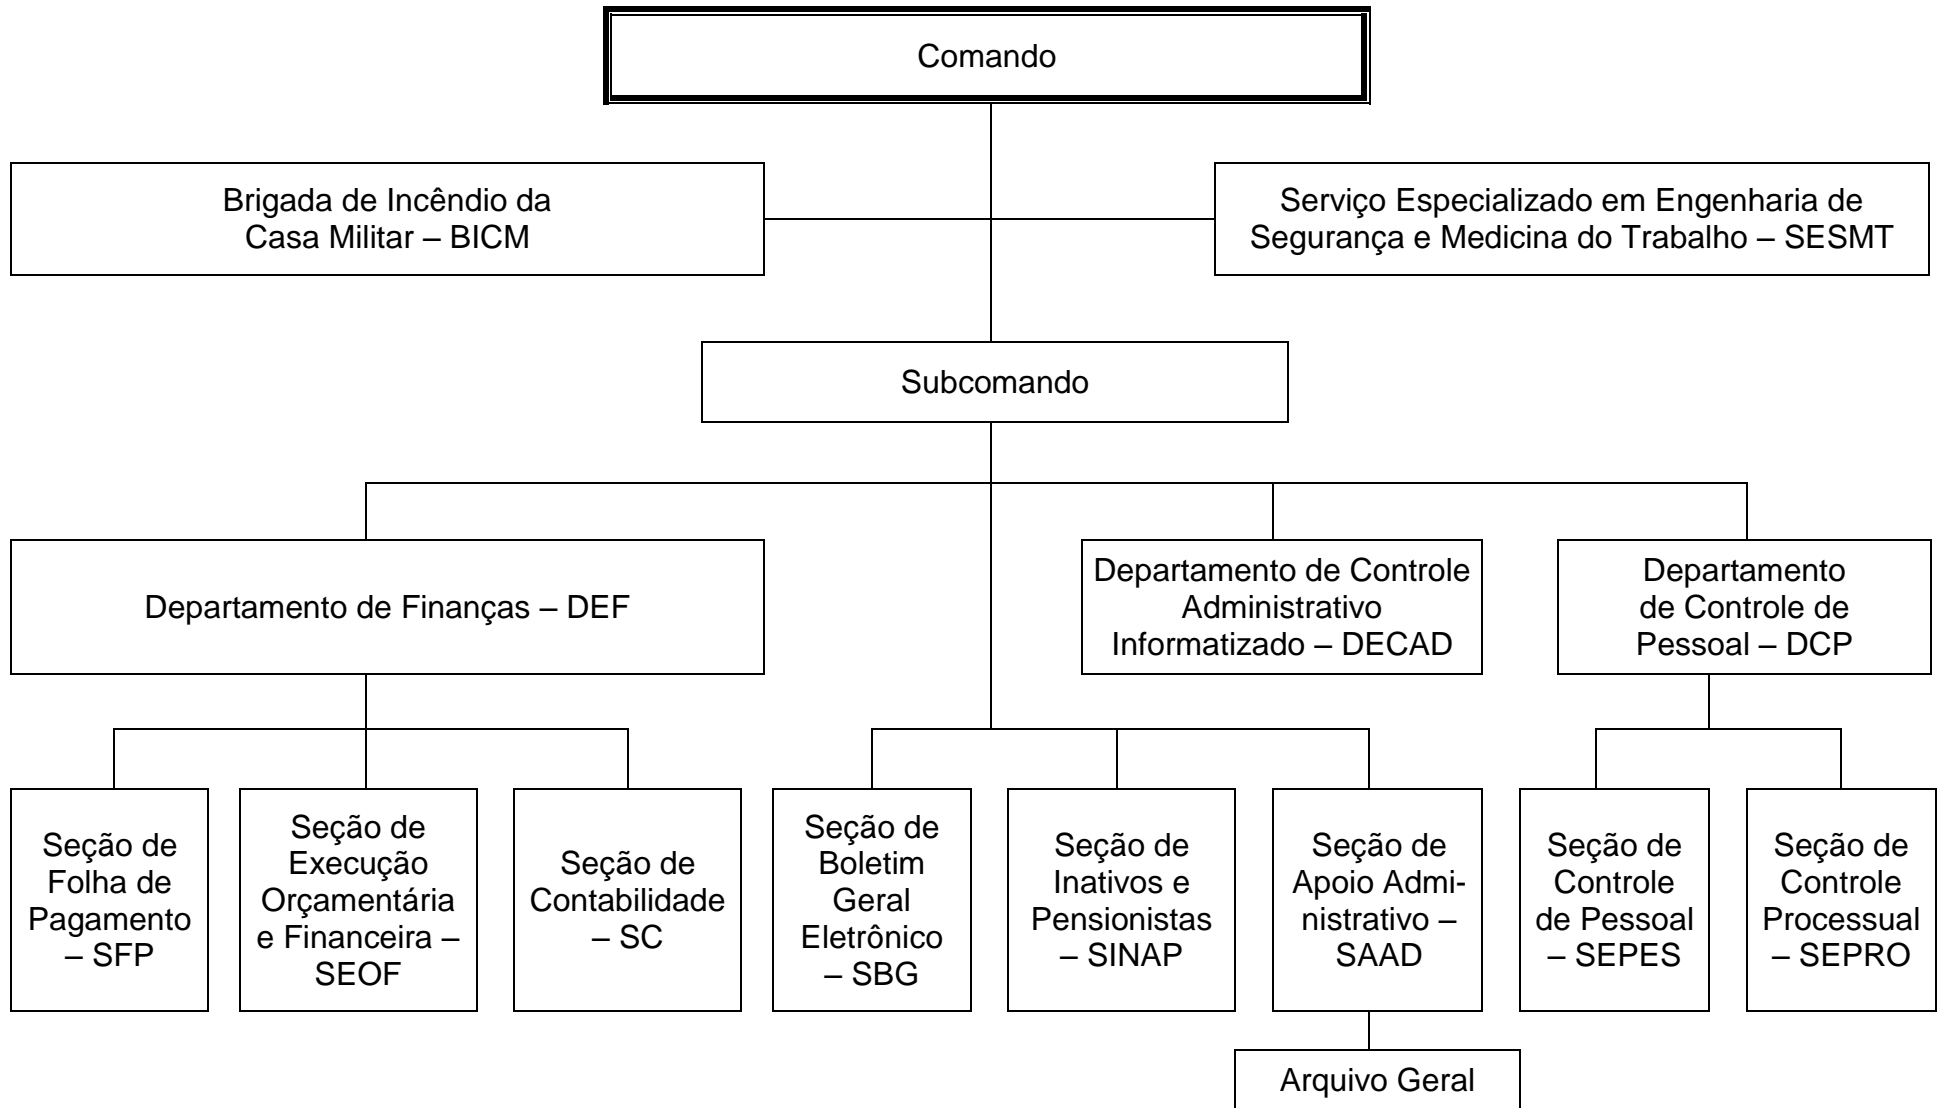 Comando
Brigada de Incêndio da
Casa Militar – BICM
Serviço Especializado em Engenharia de
Segurança e Medicina do Trabalho – SESMT
Subcomando
Departamento de Finanças – DEF
Departamento de Controle
Administrativo
Informatizado – DECAD
Departamento
de Controle de
Pessoal – DCP
Seção de
Folha de
Pagamento
– SFP
Seção de
Execução
Orçamentária
e Financeira –
SEOF
Seção de
Contabilidade
– SC
Seção de
Boletim
Geral
Eletrônico
– SBG
Seção de
Inativos e
Pensionistas
– SINAP
Seção de
Apoio Admi-
nistrativo –
SAAD
Seção de
Controle
de Pessoal
– SEPES
Seção de
Controle
Processual
– SEPRO
Arquivo Geral